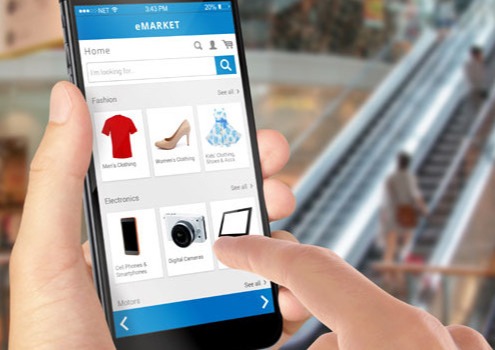 NET 3:43 PM 20%
eMARKET
Home
I'm looking for...
Fashion See all >
Men's Clothing Women's Clothing Kids' Clothing,
Shoes & Accs
Electronics See all >
Cell Phones &
Smartphones Digital Cameras
See all >
Motors